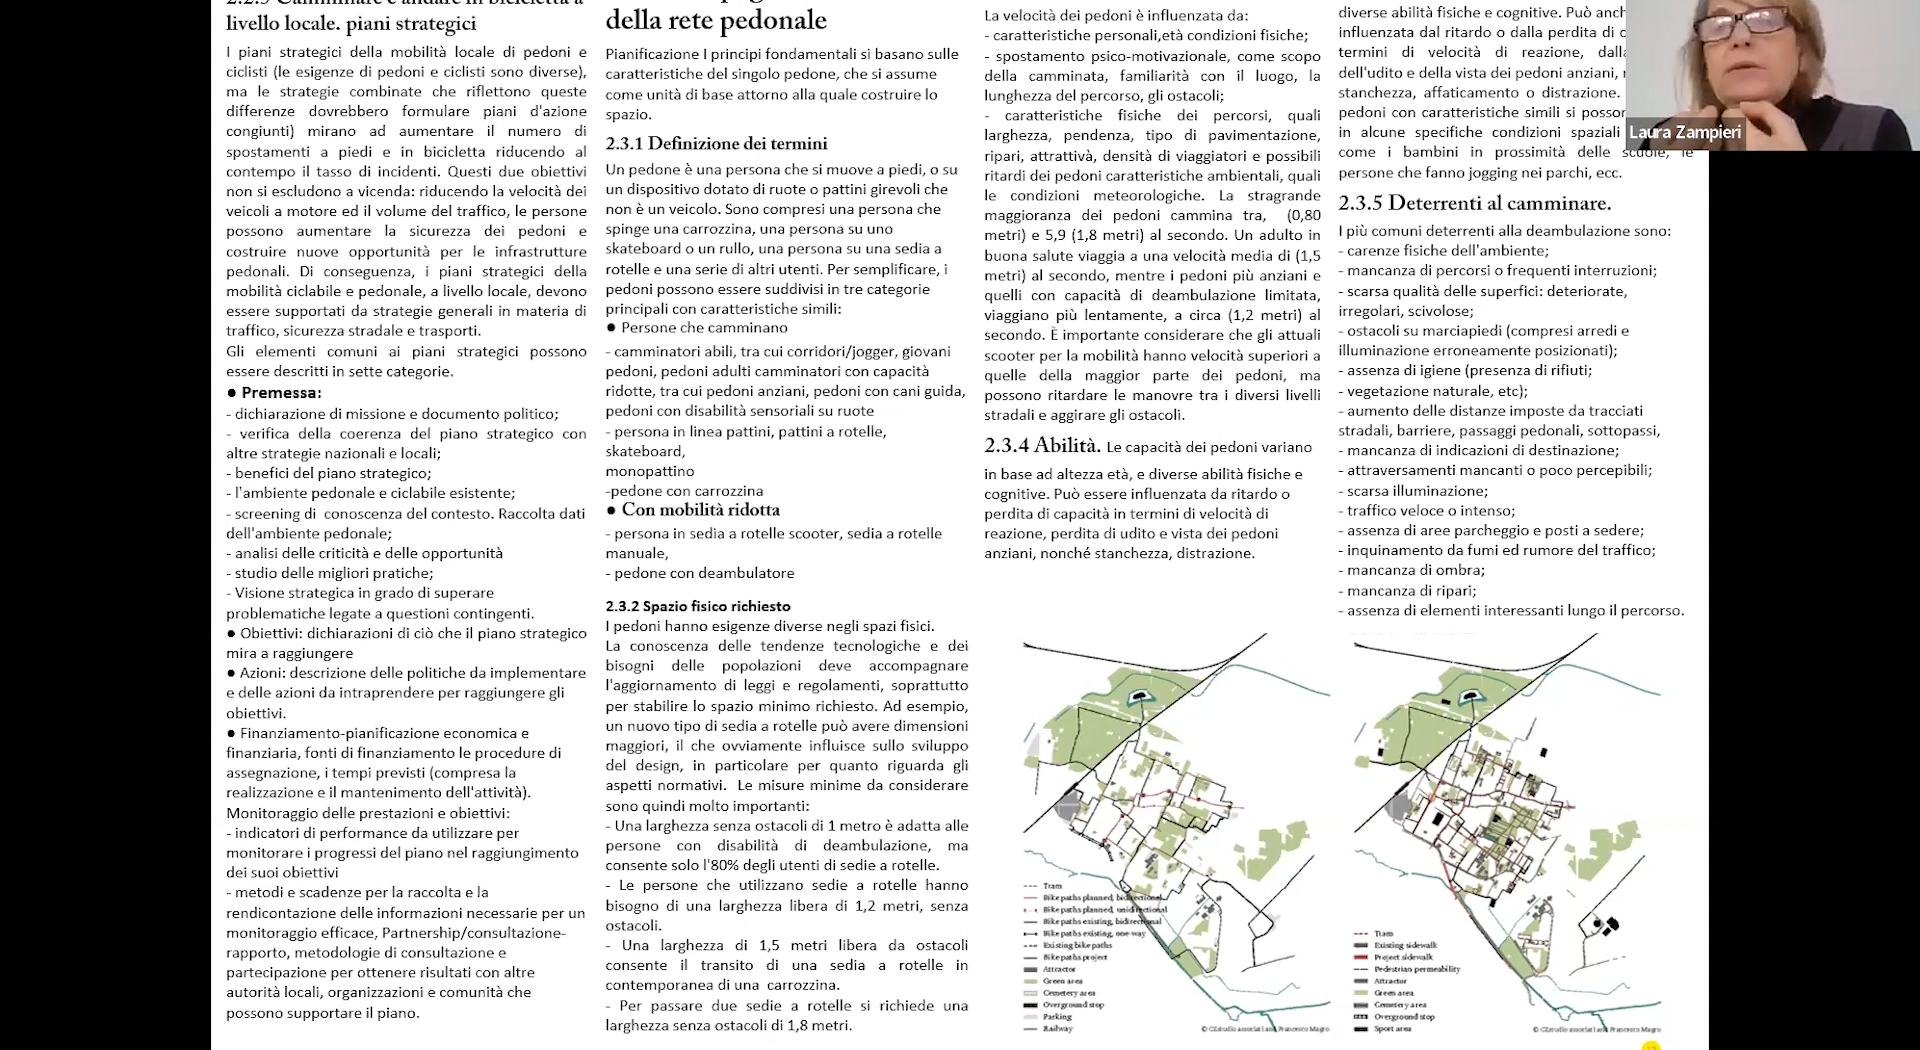 livello locale. piani strategici
I piani strategici della mobilità locale di pedoni e
ciclisti (le esigenze di pedoni e ciclisti sono diverse),
ma le strategie combinate che riflettono queste
differenze dovrebbero formulare piani d'azione
congiunti) mirano ad aumentare il numero di
spostamenti a piedi e in bicicletta riducendo al
contempo il tasso di incidenti. Questi due obiettivi
non si escludono a vicenda: riducendo la velocità dei
veicoli a motore ed il volume del traffico, le persone
possono aumentare la sicurezza dei pedoni e
costruire nuove opportunità per le infrastrutture
pedonali. Di conseguenza, i piani strategici della
mobilità ciclabile e pedonale, a livello locale, devono
essere supportati da strategie generali in materia di
traffico, sicurezza stradale e trasporti.
Gli elementi comuni ai piani strategici possono
essere descritti in sette categorie.
● Premessa:
- dichiarazione di missione e documento politico;
- verifica della coerenza del piano strategico con
altre strategie nazionali e locali;
- benefici del piano strategico;
- l'ambiente pedonale e ciclabile esistente;
- screening di conoscenza del contesto. Raccolta dati
dell'ambiente pedonale;
- analisi delle criticità e delle opportunità
- studio delle migliori pratiche;
- Visione strategica in grado di superare
problematiche legate a questioni contingenti.
● Obiettivi: dichiarazioni di ciò che il piano strategico
mira a raggiungere
● Azioni: descrizione delle politiche da implementare
e delle azioni da intraprendere per raggiungere gli
obiettivi.
● Finanziamento-pianificazione economica e
finanziaria, fonti di finanziamento le procedure di
assegnazione, i tempi previsti (compresa la
realizzazione e il mantenimento dell'attività).
Monitoraggio delle prestazioni e obiettivi:
- indicatori di performance da utilizzare per
monitorare i progressi del piano nel raggiungimento
dei suoi obiettivi
- metodi e scadenze per la raccolta e la
rendicontazione delle informazioni necessarie per un
monitoraggio efficace, Partnership/consultazione-
rapporto, metodologie di consultazione e
partecipazione per ottenere risultati con altre
autorità locali, organizzazioni e comunità che
possono supportare il piano.
della rete pedonale
Pianificazione I principi fondamentali si basano sulle
caratteristiche del singolo pedone, che si assume
come unità di base attorno alla quale costruire lo
spazio.
2.3.1 Definizione dei termini
Un pedone è una persona che si muove a piedi, o su
un dispositivo dotato di ruote o pattini girevoli che
non è un veicolo. Sono compresi una persona che
spinge una carrozzina, una persona su uno
skateboard o un rullo, una persona su una sedia a
rotelle e una serie di altri utenti. Per semplificare, i
pedoni possono essere suddivisi in tre categorie
principali con caratteristiche simili:
● Persone che camminano
- camminatori abili, tra cui corridori/jogger, giovani
pedoni, pedoni adulti camminatori con capacità
ridotte, tra cui pedoni anziani, pedoni con cani guida,
pedoni con disabilità sensoriali su ruote
- persona in linea pattini, pattini a rotelle,
skateboard,
monopattino
-pedone con carrozzina
● Con mobilità ridotta
- persona in sedia a rotelle scooter, sedia a rotelle
manuale,
- pedone con deambulatore
2.3.2 Spazio fisico richiesto
I pedoni hanno esigenze diverse negli spazi fisici.
La conoscenza delle tendenze tecnologiche e dei
bisogni delle popolazioni deve accompagnare
l'aggiornamento di leggi e regolamenti, soprattutto
per stabilire lo spazio minimo richiesto. Ad esempio,
un nuovo tipo di sedia a rotelle può avere dimensioni
maggiori, il che ovviamente influisce sullo sviluppo
del design, in particolare per quanto riguarda gli
aspetti normativi. Le misure minime da considerare
sono quindi molto importanti:
- Una larghezza senza ostacoli di 1 metro è adatta alle
persone con disabilità di deambulazione, ma
consente solo l'80% degli utenti di sedie a rotelle.
- Le persone che utilizzano sedie a rotelle hanno
bisogno di una larghezza libera di 1,2 metri, senza
ostacoli.
- Una larghezza di 1,5 metri libera da ostacoli
consente il transito di una sedia a rotelle in
contemporanea di una carrozzina.
- Per passare due sedie a rotelle si richiede una
larghezza senza ostacoli di 1,8 metri.
La velocità dei pedoni è influenzata da:
- caratteristiche personali,età condizioni fisiche;
- spostamento psico-motivazionale, come scopo
della camminata, familiarità con il luogo, la
lunghezza del percorso, gli ostacoli;
- caratteristiche fisiche dei percorsi, quali
larghezza, pendenza, tipo di pavimentazione,
ripari, attrattivà, densità di viaggiatori e possibili
ritardi dei pedoni caratteristiche ambientali, quali
le condizioni meteorologiche. La stragrande
maggioranza dei pedoni cammina tra, (0,80
metri) e 5,9 (1,8 metri) al secondo. Un adulto in
buona salute viaggia a una velocità media di (1,5
metri) al secondo, mentre i pedoni più anziani e
quelli con capacità di deambulazione limitata,
viaggiano più lentamente, a circa (1,2 metri) al
secondo. È importante considerare che gli attuali
scooter per la mobilità hanno velocità superiori a
quelle della maggior parte dei pedoni, ma
possono ritardare le manovre tra i diversi livelli
stradali e aggirare gli ostacoli.
2.3.4 Abilità. Le capacità dei pedoni variano
in base ad altezza età, e diverse abilità fisiche e
cognitive. Può essere influenzata da ritardo o
perdita di capacità in termini di velocità di
reazione, perdita di udito e vista dei pedoni
anziani, nonché stanchezza, distrazione.
diverse abilità fisiche e cognitive. Può anch
influenzata dal ritardo o dalla perdita di c
termini di velocità di reazione, dalla
dell'udito e della vista dei pedoni anziani,
stanchezza, affaticamento o distrazione.
pedoni con caratteristiche simili si posson
in alcune specifiche condizioni spaziali
come i bambini in prossimità delle scuole, le
persone che fanno jogging nei parchi, ecc.
2.3.5 Deterrenti al camminare.
I più comuni deterrenti alla deambulazione sono:
- carenze fisiche dell'ambiente;
- mancanza di percorsi o frequenti interruzioni;
- scarsa qualità delle superfici: deteriorate,
irregolari, scivolose;
- ostacoli su marciapiedi (compresi arredi e
illuminazione erroneamente posizionati);
- assenza di igiene (presenza di rifiuti;
- vegetazione naturale, etc);
- aumento delle distanze imposte da tracciati
stradali, barriere, passaggi pedonali, sottopassi,
- mancanza di indicazioni di destinazione;
- attraversamenti mancanti o poco percepibili;
- scarsa illuminazione;
- traffico veloce o intenso;
- assenza di aree parcheggio e posti a sedere;
- inquinamento da fumi ed rumore del traffico;
- mancanza di ombra;
- mancanza di ripari;
- assenza di elementi interessanti lungo il percorso.
Laura Zampieri
Tram
Bike paths planned, bidirectional
Bike paths planned, unidirectional
Bike paths existing, bidirectional
Bike paths existing, one-way
Existing bike paths
Bike paths project
Attractor
Green area
Cemetery area
Overground stop
Parking
Railway
Tram
Existing sidewalk
Project sidewalk
Pedestrian permeability
Attractor
Green area
Cemetery area
Overground stop
Sport area